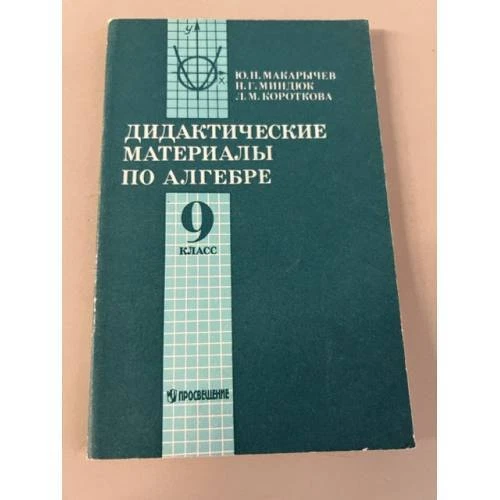 у
х
Ю.Н.МАКАРЫЧЕВ
Н.Г.МИНДЮК
Л.М.КОРОТКОВА
ДИДАКТИЧЕСКИЕ
МАТЕРИАЛЫ
ПО АЛГЕБРЕ
9
КЛАСС
ПРОСВЕЩЕНИЕ